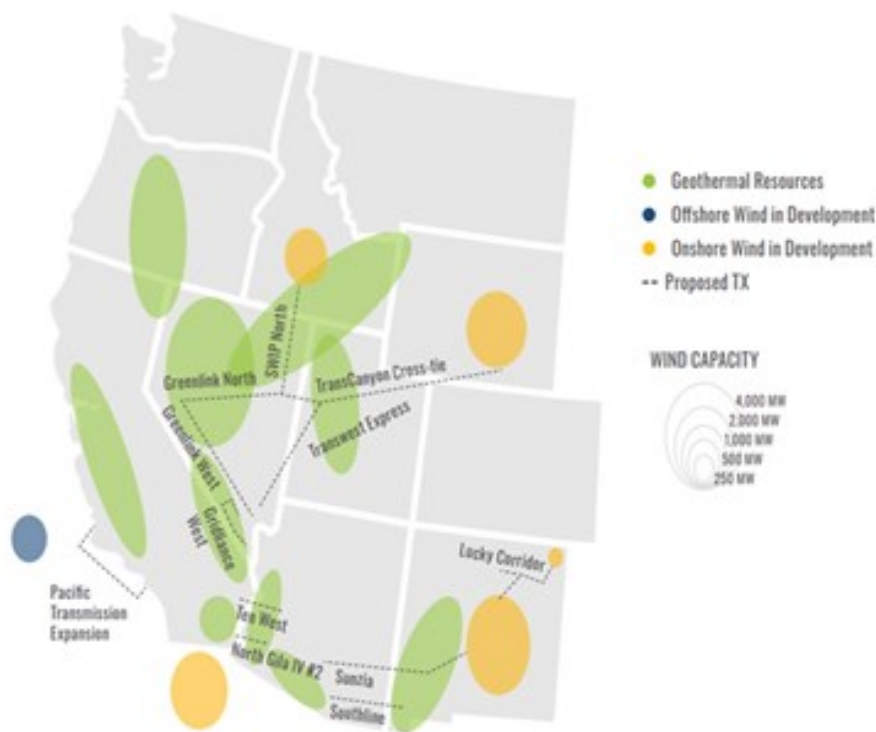 Geothermal Resources
Offshore Wind in Development
Onshore Wind in Development
-- Proposed TX
WIND CAPACITY
4,000 MW
2,000 MW
1,000 MW
500 MW
250 MW
SWIP North
Greenlink North
TransCanyon Cross-tie
Transwest Express
Greenlink West
Gridliance
West
Lucky Corridor
Pacific
Transmission
Expansion
Ten West
North Gila IV #2
Sunzia
Southline